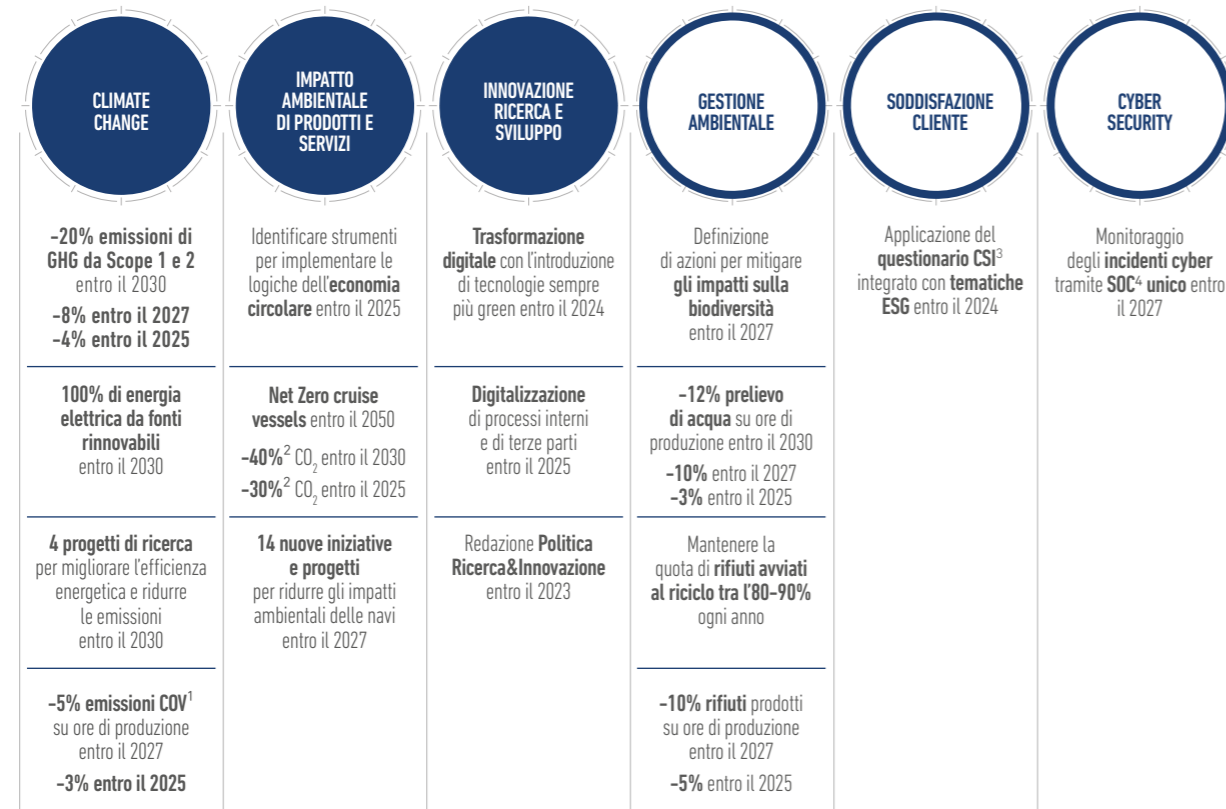 CLIMATE
CHANGE
IMPATTO
AMBIENTALE
DI PRODOTTI E
SERVIZI
INNOVAZIONE
RICERCA E
SVILUPPO
GESTIONE
AMBIENTALE
SODDISFAZIONE
CLIENTE
CYBER
SECURITY
-20% emissioni di
GHG da Scope 1 e 2
entro il 2030
-8% entro il 2027
-4% entro il 2025
100% di energia
elettrica da fonti
rinnovabili
entro il 2030
4 progetti di ricerca
per migliorare l'efficienza
energetica e ridurre
le emissioni
entro il 2030
-5% emissioni COV¹
su ore di produzione
entro il 2027
-3% entro il 2025
Identificare strumenti
per implementare le
logiche dell'economia
circolare entro il 2025
Net Zero cruise
vessels entro il 2050
-40%² CO₂ entro il 2030
-30%² CO₂ entro il 2025
14 nuove iniziative
e progetti
per ridurre gli impatti
ambientali delle navi
entro il 2027
Trasformazione
digitale con l'introduzione
di tecnologie sempre
più green entro il 2024
Digitalizzazione
di processi interni
e di terze parti
entro il 2025
Redazione Politica
Ricerca&Innovazione
entro il 2023
Definizione
di azioni per mitigare
gli impatti sulla
biodiversità
entro il 2027
-12% prelievo
di acqua su ore di
produzione entro il 2030
-10% entro il 2027
-3% entro il 2025
Mantenere la
quota di rifiuti avviati
al riciclo tra l'80-90%
ogni anno
-10% rifiuti prodotti
su ore di produzione
entro il 2027
-5% entro il 2025
Applicazione del
questionario CSI³
integrato con tematiche
ESG entro il 2024
Monitoraggio
degli incidenti cyber
tramite SOC⁴ unico entro
il 2027